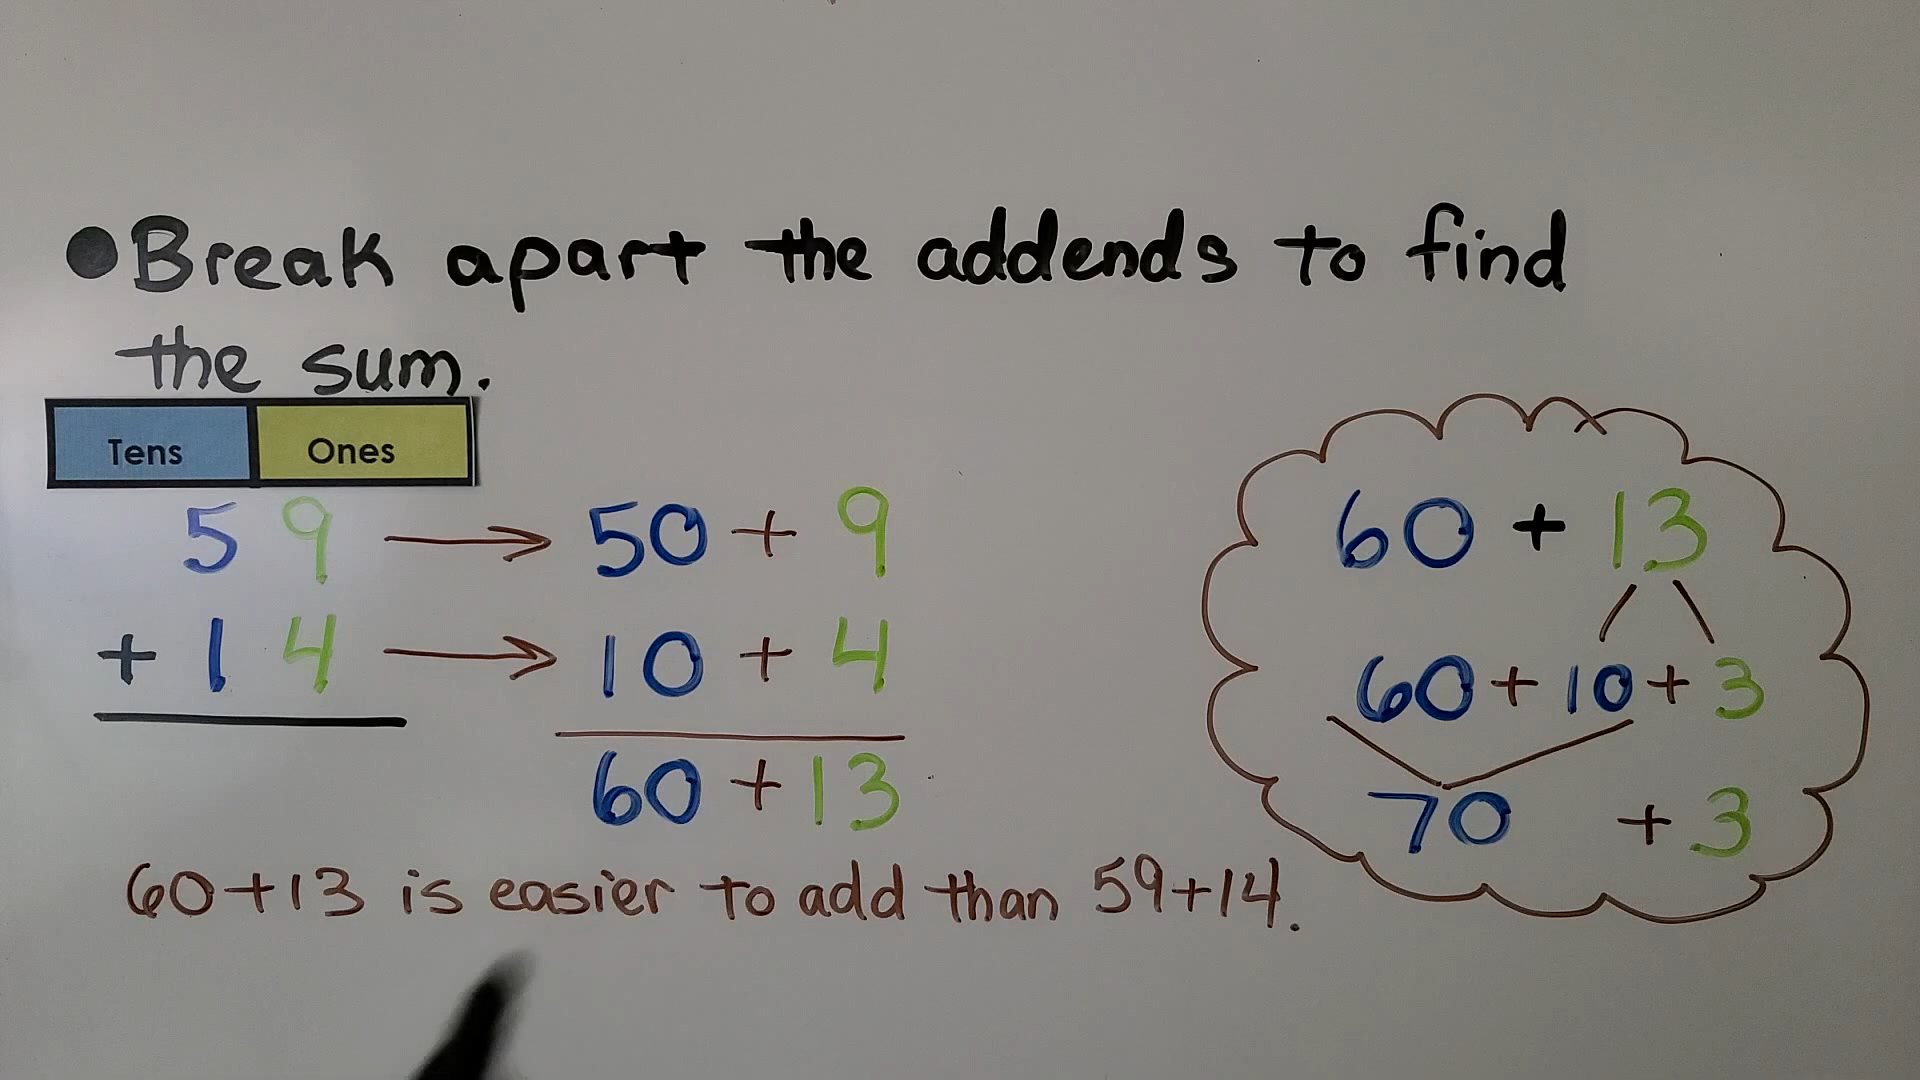 ●Break apart the addends to find
the sum.
Tens Ones
59 → 50 + 9
+ 14 → 10 + 4
60 + 13
60+13 is easier to add than 59+14.
60 + 13
60 + 10 + 3
70 + 3